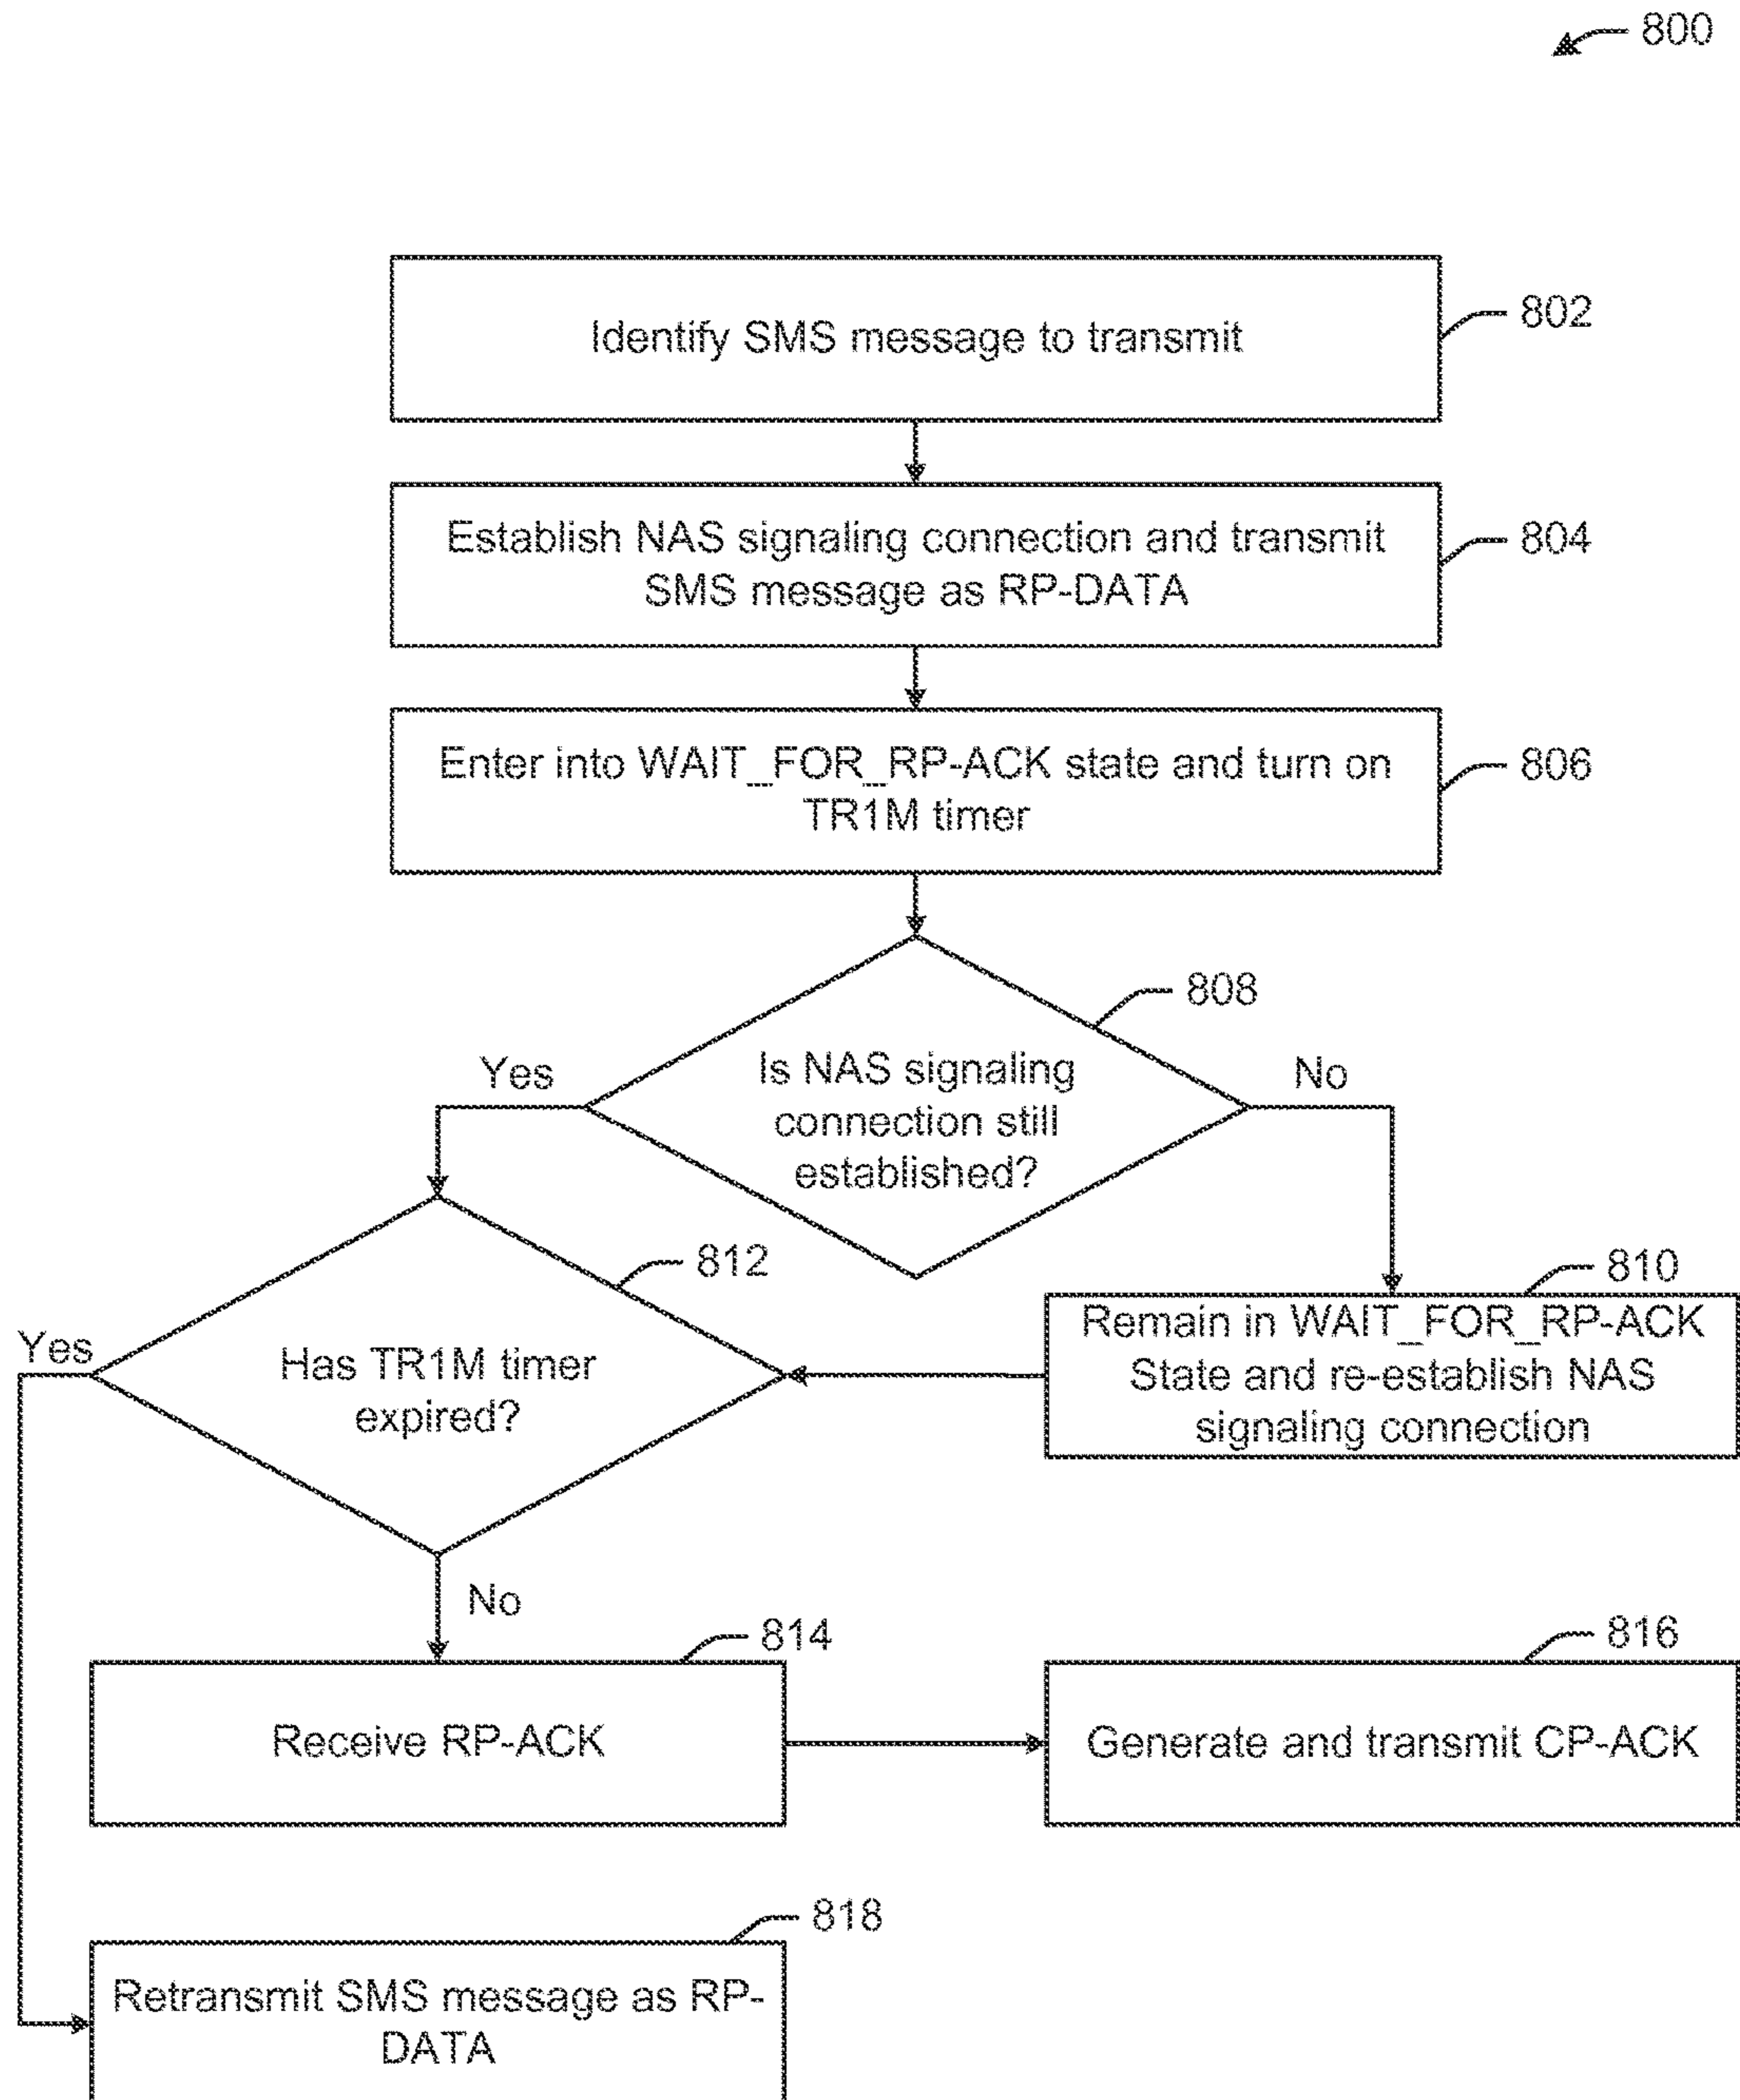 800
Identify SMS message to transmit
802
Establish NAS signaling connection and transmit
SMS message as RP-DATA
804
Enter into WAIT_FOR_RP-ACK state and turn on
TR1M timer
806
808
Is NAS signaling
connection still
established?
Yes
No
810
Remain in WAIT_FOR_RP-ACK
State and re-establish NAS
signaling connection
812
Has TR1M timer
expired?
Yes
No
814
Receive RP-ACK
816
Generate and transmit CP-ACK
818
Retransmit SMS message as RP-
DATA